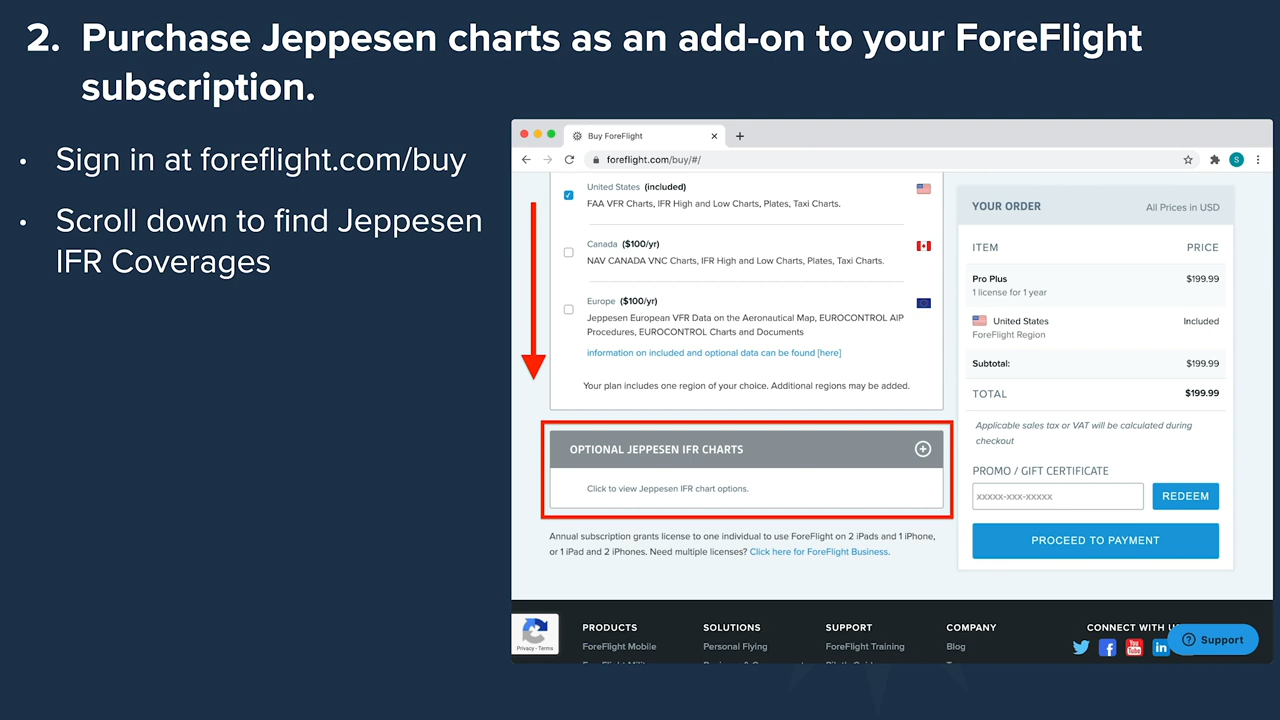 2. Purchase Jeppesen charts as an add-on to your ForeFlight
subscription.
• Sign in at foreflight.com/buy
• Scroll down to find Jeppesen
IFR Coverages
Buy ForeFlight
foreflight.com/buy/#/
S
United States (included)
FAA VFR Charts, IFR High and Low Charts, Plates, Taxi Charts.
Canada ($100/yr)
NAV CANADA VNC Charts, IFR High and Low Charts, Plates, Taxi Charts.
Europe ($100/yr)
Jeppesen European VFR Data on the Aeronautical Map, EUROCONTROL AIP
Procedures, EUROCONTROL Charts and Documents
information on included and optional data can be found [here]
Your plan includes one region of your choice. Additional regions may be added.
OPTIONAL JEPPESEN IFR CHARTS
Click to view Jeppesen IFR chart options.
Annual subscription grants license to one individual to use ForeFlight on 2 iPads and 1 iPhone,
or 1 iPad and 2 iPhones. Need multiple licenses? Click here for ForeFlight Business.
YOUR ORDER All Prices in USD
ITEM PRICE
Pro Plus $199.99
1 license for 1 year
United States Included
ForeFlight Region
Subtotal: $199.99
TOTAL $199.99
Applicable sales tax or VAT will be calculated during
checkout
PROMO / GIFT CERTIFICATE
xxxxx-xxx-xxxxx REDEEM
PROCEED TO PAYMENT
Privacy - Terms
PRODUCTS SOLUTIONS SUPPORT COMPANY CONNECT WITH
ForeFlight Mobile Personal Flying ForeFlight Training Blog
You Tube
in
Support